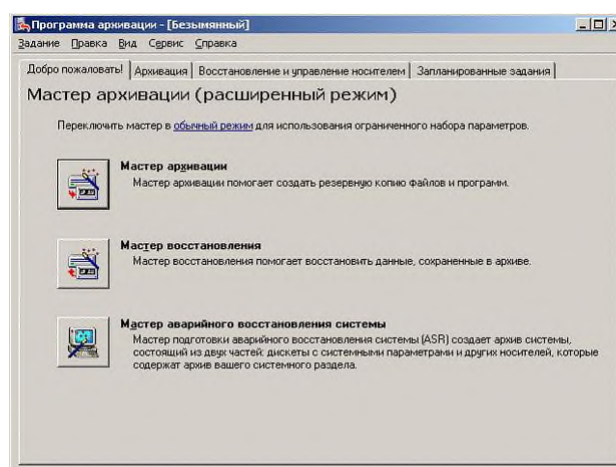 Программа архивации - [Безымянный]
Задание Правка Вид Сервис Справка
Добро пожаловать! Архивация Восстановление и управление носителем Запланированные задания
Мастер архивации (расширенный режим)
Переключить мастер в обычный режим для использования ограниченного набора параметров.
Мастер архивации
Мастер архивации помогает создать резервную копию файлов и программ.
Мастер восстановления
Мастер восстановления помогает восстановить данные, сохраненные в архиве.
Мастер аварийного восстановления системы
Мастер подготовки аварийного восстановления системы (ASR) создает архив системы,
состоящий из двух частей: дискеты с системными параметрами и других носителей, которые
содержат архив вашего системного раздела.